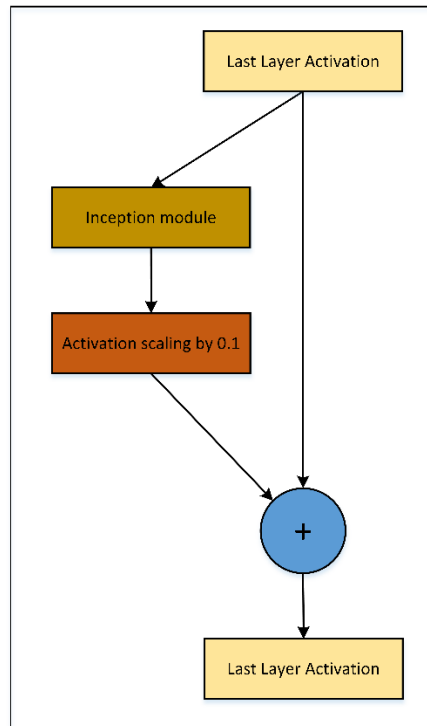 Last Layer Activation
Inception module
Activation scaling by 0.1
+
Last Layer Activation